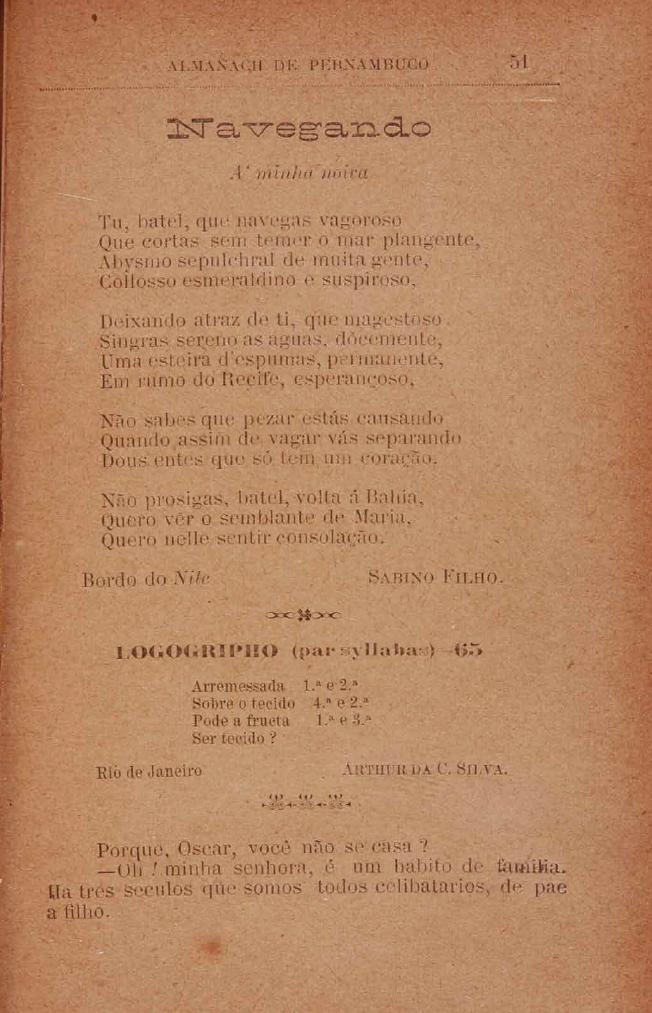 ALMANACH DE PERNAMBUCO 51
Navegando
A' minha noiva
Tu, batel, que navegas vagoroso
Que cortas sem temer o mar plangente,
Abysmo sepulchral de muita gente,
Collosso esmeraldino e suspiroso,
Deixando atraz de ti, que magestoso
Singras sereno as aguas, dôcemente,
Uma esteira d'espumas, permanente,
Em rumo do Recife, esperançoso,
Não sabes que pezar estás causando
Quando assim de vagar vás separando
Dous entes que só tem um coração.
Não prosigas, batel, volta á Bahia,
Quero vêr o semblante de Maria,
Quero nelle sentir consolação.
Bordo do Nile SABINO FILHO.
LOGOGRIPHO (par syllabas)—65
Arremessada 1.ª e 2.ª
Sobre o tecido 4.ª e 2.ª
Pode a frueta 1.ª e 3.ª
Ser tecido ?
Rio de Janeiro ARTHUR DA C. SILVA.
Porque, Oscar, você não se casa ?
—Oh ! minha senhora, é um habito de familia.
Ha tres seculos que somos todos celibatarios, de pae
a filho.